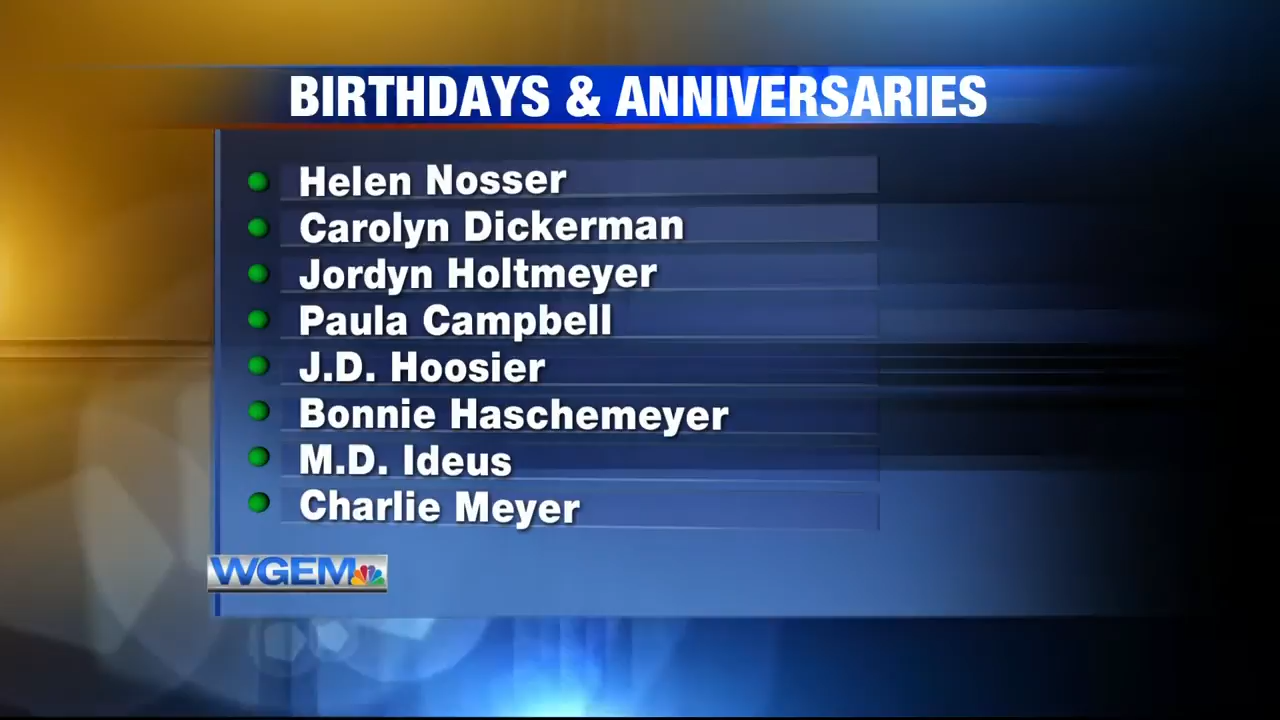 BIRTHDAYS & ANNIVERSARIES
Helen Nosser
Carolyn Dickerman
Jordyn Holtmeyer
Paula Campbell
J.D. Hoosier
Bonnie Haschemeyer
M.D. Ideus
Charlie Meyer
WGEM